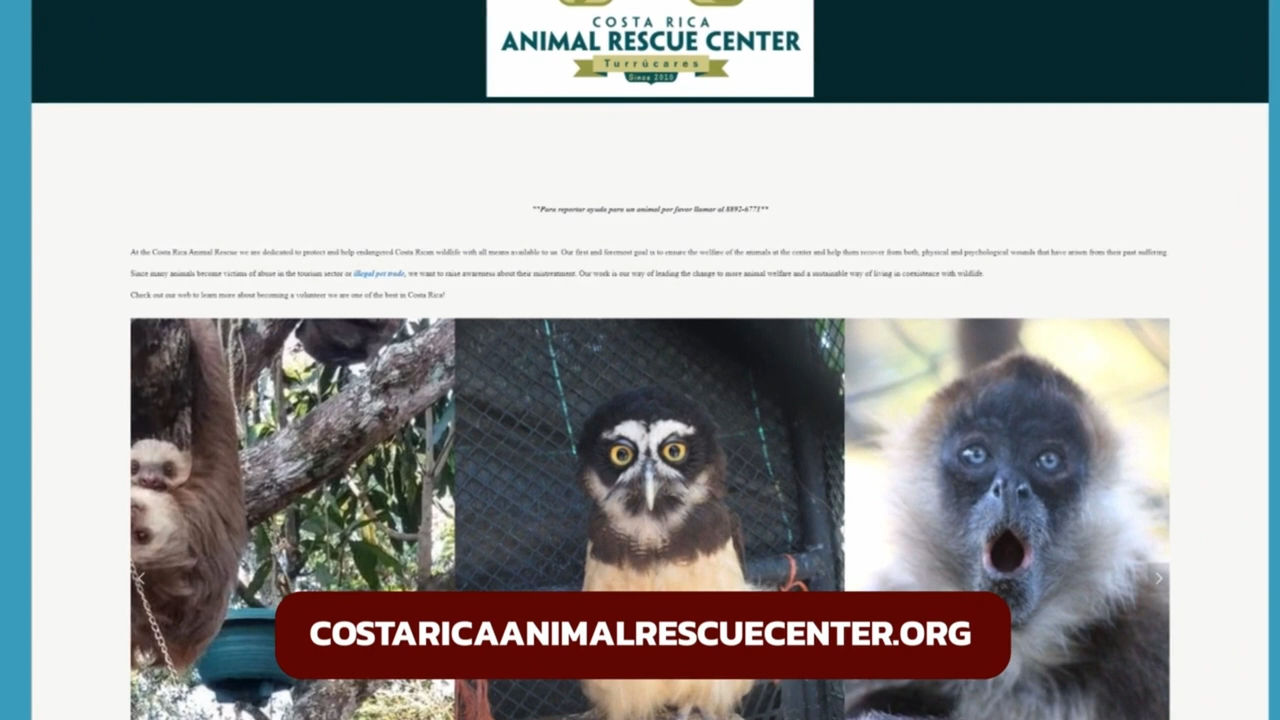 COSTA RICA
ANIMAL RESCUE CENTER
Turrúcares
Since 2010
**Para reportar ayuda para un animal por favor llamar al 8892-6771**
At the Costa Rica Animal Rescue we are dedicated to protect and help endangered Costa Rican wildlife with all means available to us. Our first and foremost goal is to ensure the welfare of the animals at the center and help them recover from both, physical and psychological wounds that have arisen from their past suffering.
Since many animals become victims of abuse in the tourism sector or illegal pet trade, we want to raise awareness about their mistreatment. Our work is our way of leading the change to more animal welfare and a sustainable way of living in coexistence with wildlife.
Check out our web to learn more about becoming a volunteer we are one of the best in Costa Rica!
COSTARICAANIMALRESCUECENTER.ORG